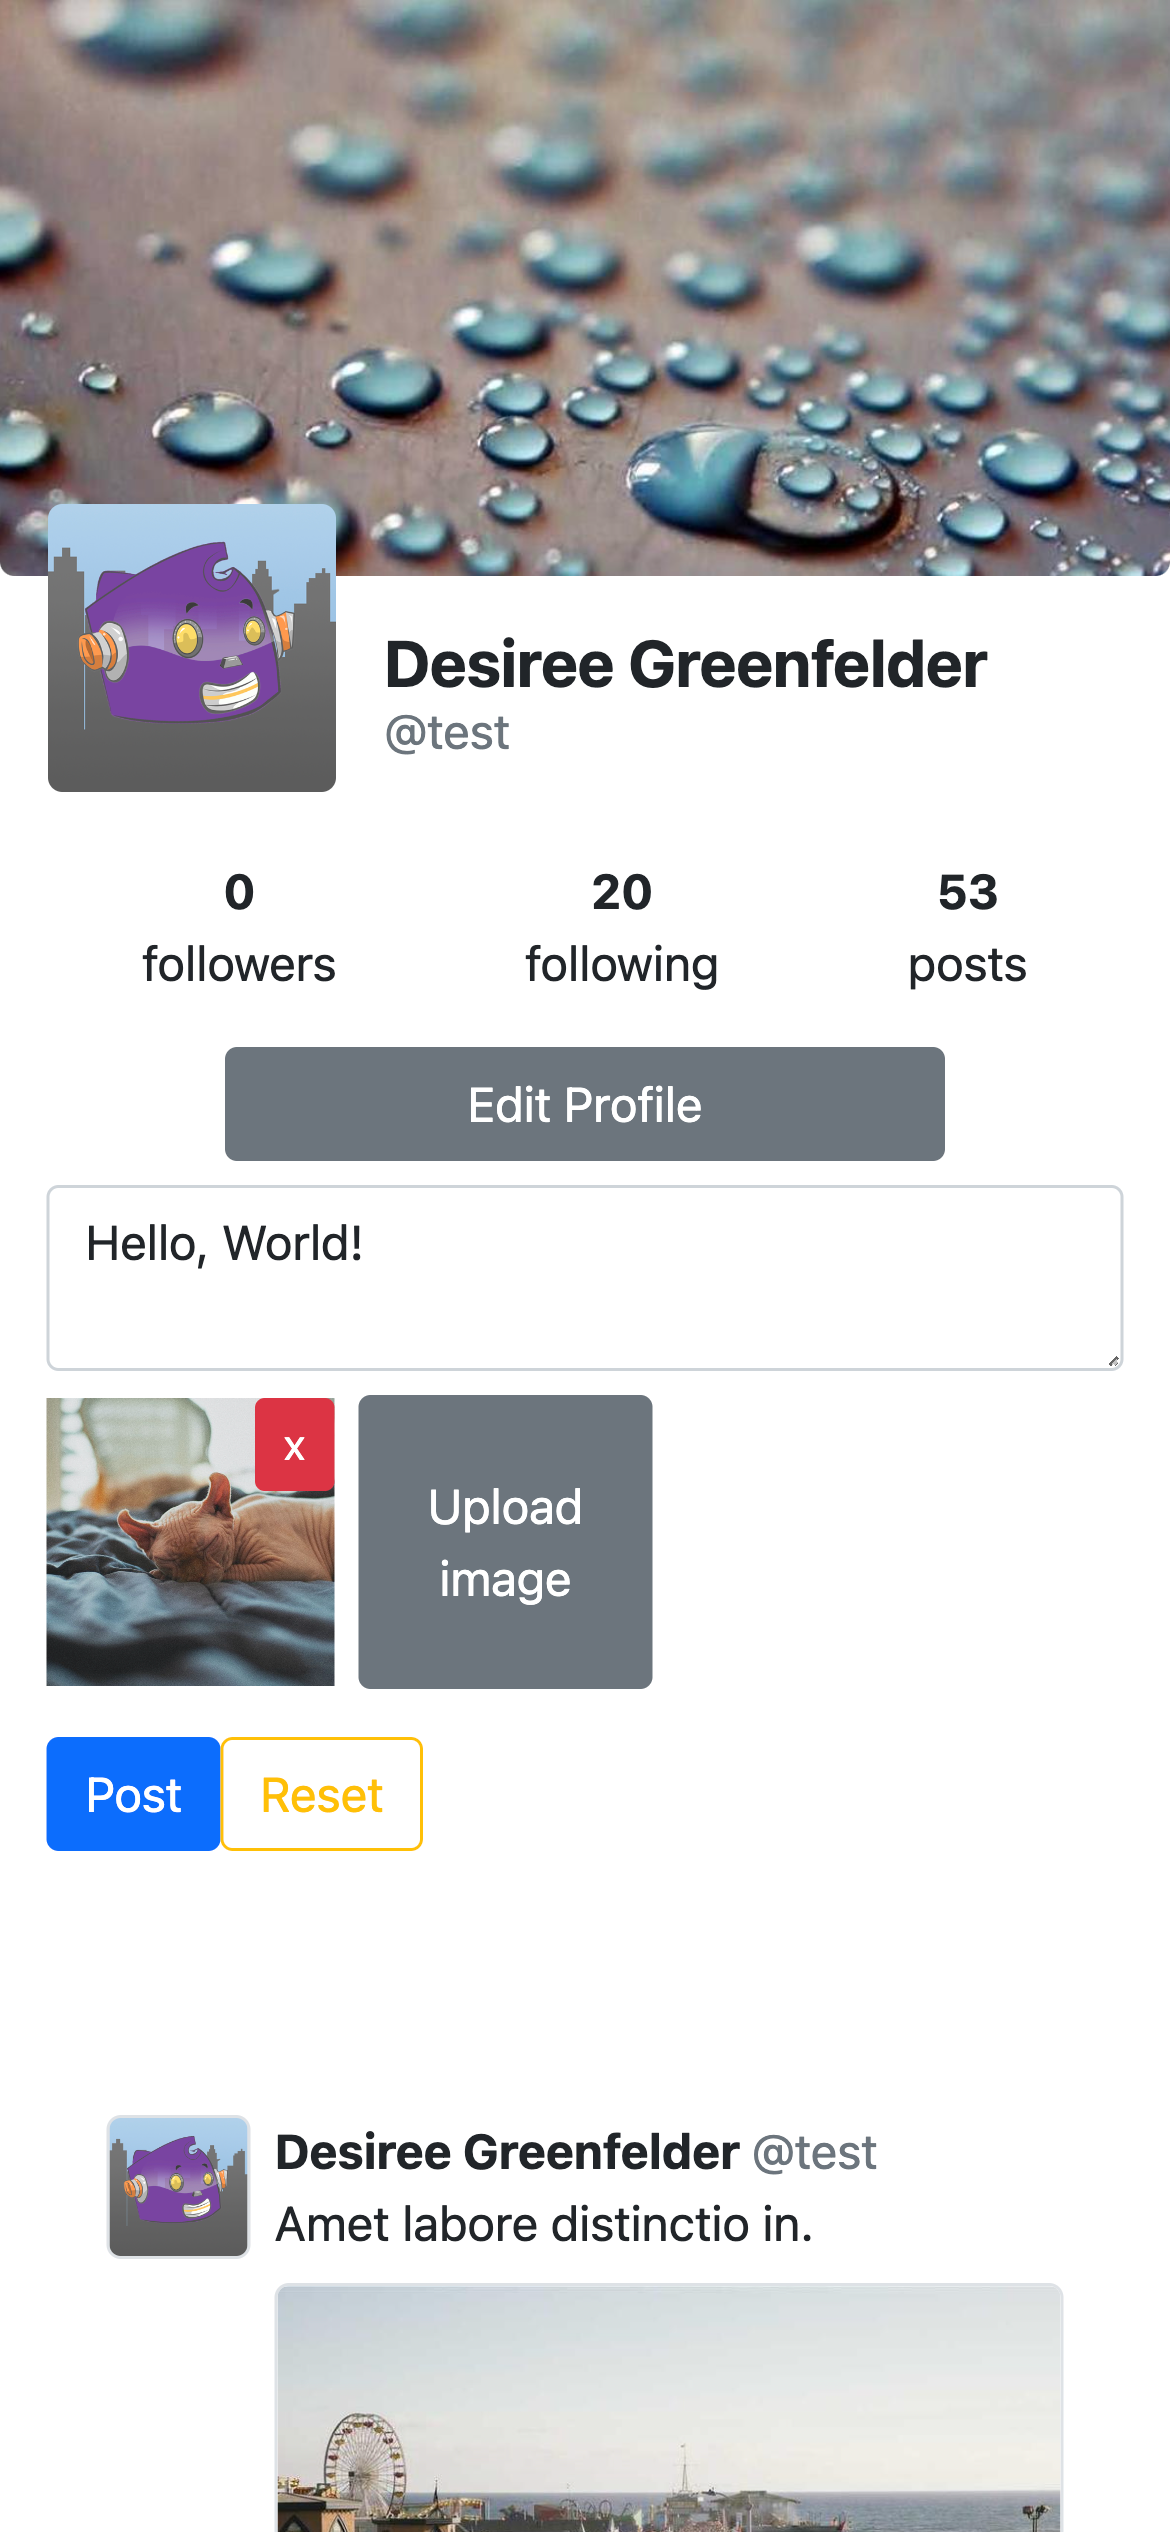 Desiree Greenfelder
@test
0
20
53
followers
following
posts
Edit Profile
Hello, World!
x
Upload
image
Post
Reset
Desiree Greenfelder @test
Amet labore distinctio in.